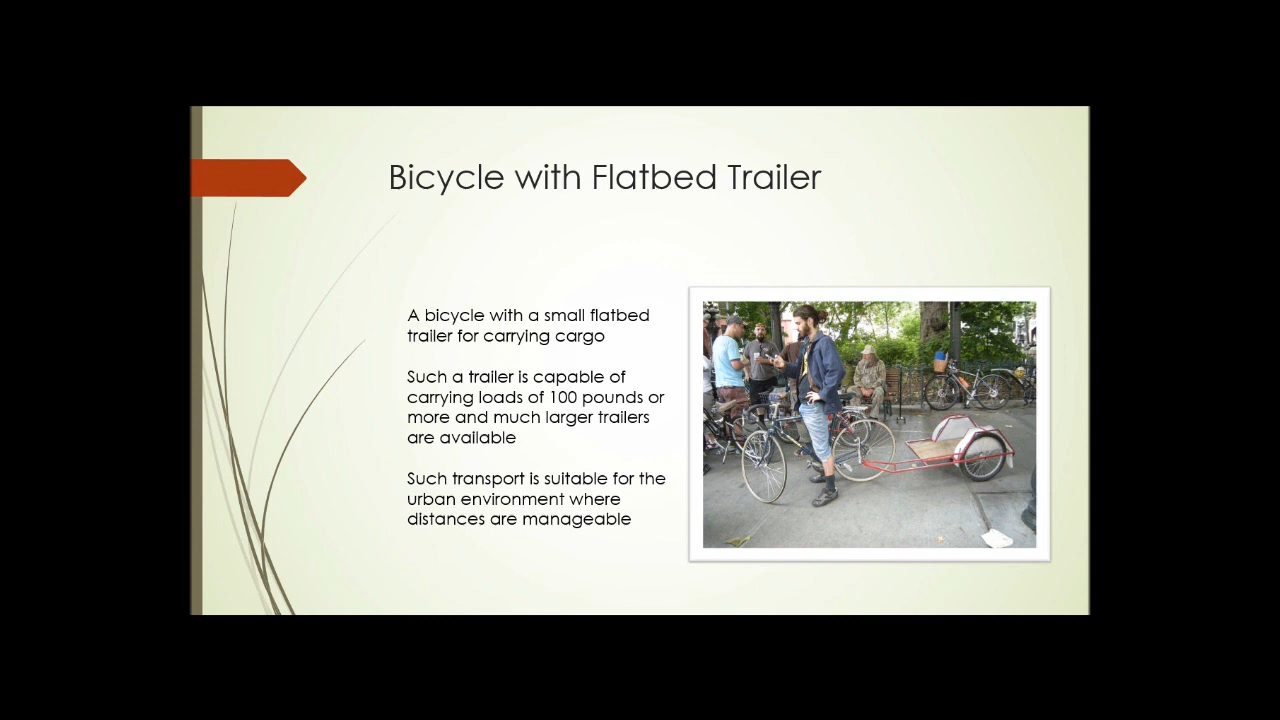 Bicycle with Flatbed Trailer
A bicycle with a small flatbed
trailer for carrying cargo
Such a trailer is capable of
carrying loads of 100 pounds or
more and much larger trailers
are available
Such transport is suitable for the
urban environment where
distances are manageable